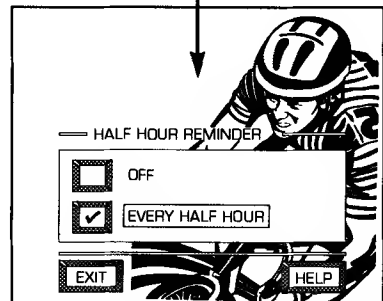 HALF HOUR REMINDER
OFF
EVERY HALF HOUR
EXIT
HELP